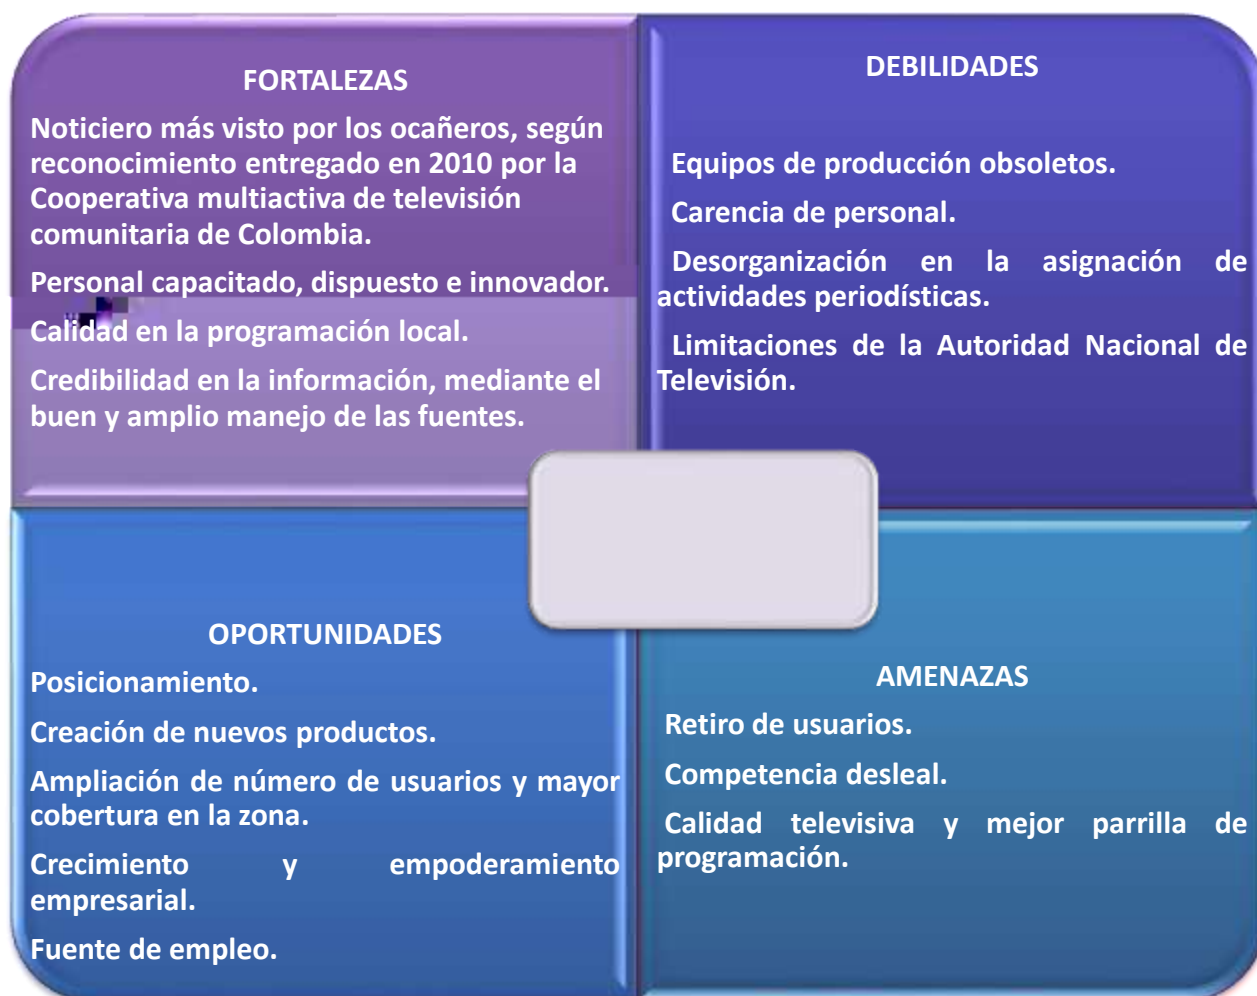 FORTALEZAS
Noticiero más visto por los ocañeros, según
reconocimiento entregado en 2010 por la
Cooperativa multiactiva de televisión
comunitaria de Colombia.
Personal capacitado, dispuesto e innovador.
Calidad en la programación local.
Credibilidad en la información, mediante el
buen y amplio manejo de las fuentes.
DEBILIDADES
Equipos de producción obsoletos.
Carencia de personal.
Desorganización en la asignación de
actividades periodísticas.
Limitaciones de la Autoridad Nacional de
Televisión.
OPORTUNIDADES
Posicionamiento.
Creación de nuevos productos.
Ampliación de número de usuarios y mayor
cobertura en la zona.
Crecimiento y empoderamiento
empresarial.
Fuente de empleo.
AMENAZAS
Retiro de usuarios.
Competencia desleal.
Calidad televisiva y mejor parrilla de
programación.